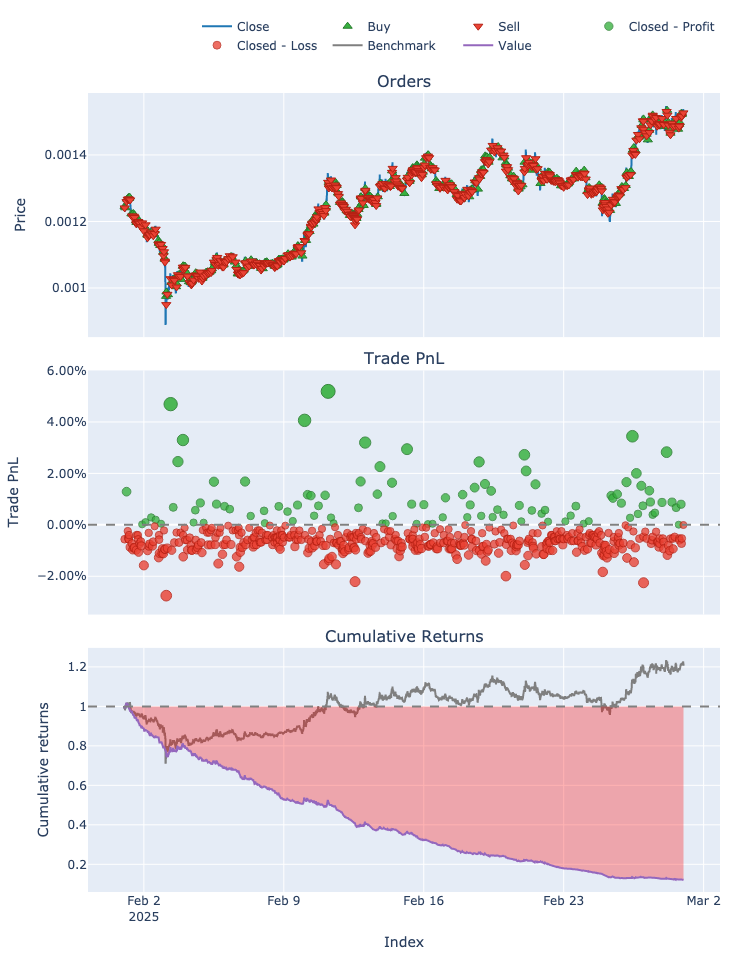 Close Buy Sell Closed - Profit
Closed - Loss Benchmark Value
Orders
0.0014
0.0012
0.001
Price
Trade PnL
6.00%
4.00%
2.00%
0.00%
−2.00%
Trade PnL
Cumulative Returns
1.2
1
0.8
0.6
0.4
0.2
Cumulative returns
Feb 2 Feb 9 Feb 16 Feb 23 Mar 2
2025
Index